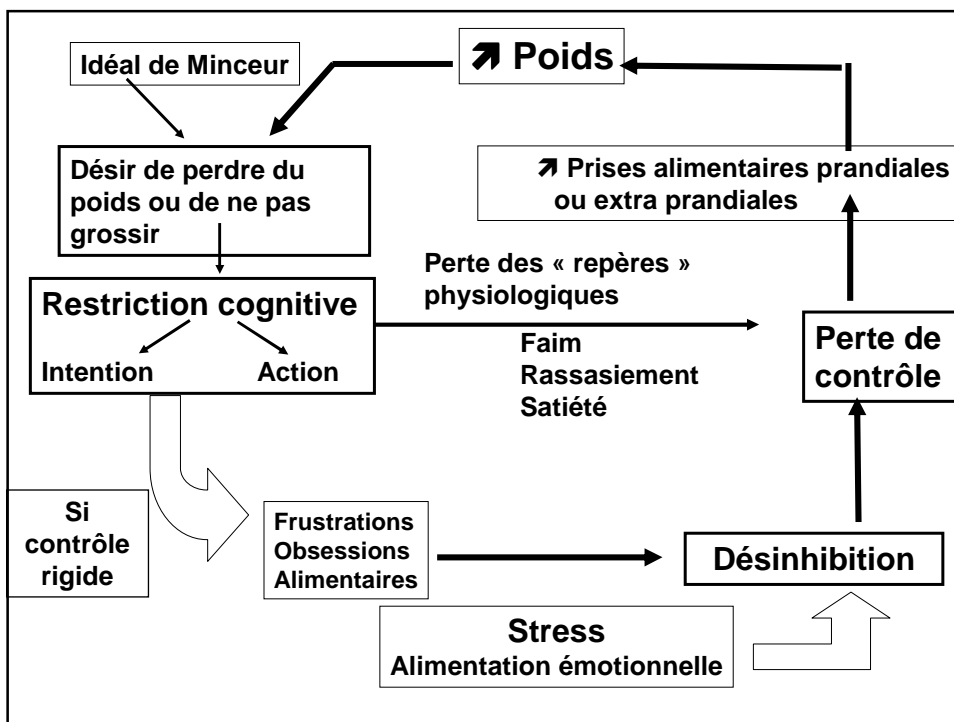 Idéal de Minceur
↗ Poids
Désir de perdre du
poids ou de ne pas
grossir
↗ Prises alimentaires prandiales
ou extra prandiales
Restriction cognitive
Intention Action
Perte des « repères »
physiologiques
Faim
Rassasiement
Satiété
Perte de
contrôle
Si
contrôle
rigide
Frustrations
Obsessions
Alimentaires
Désinhibition
Stress
Alimentation émotionnelle